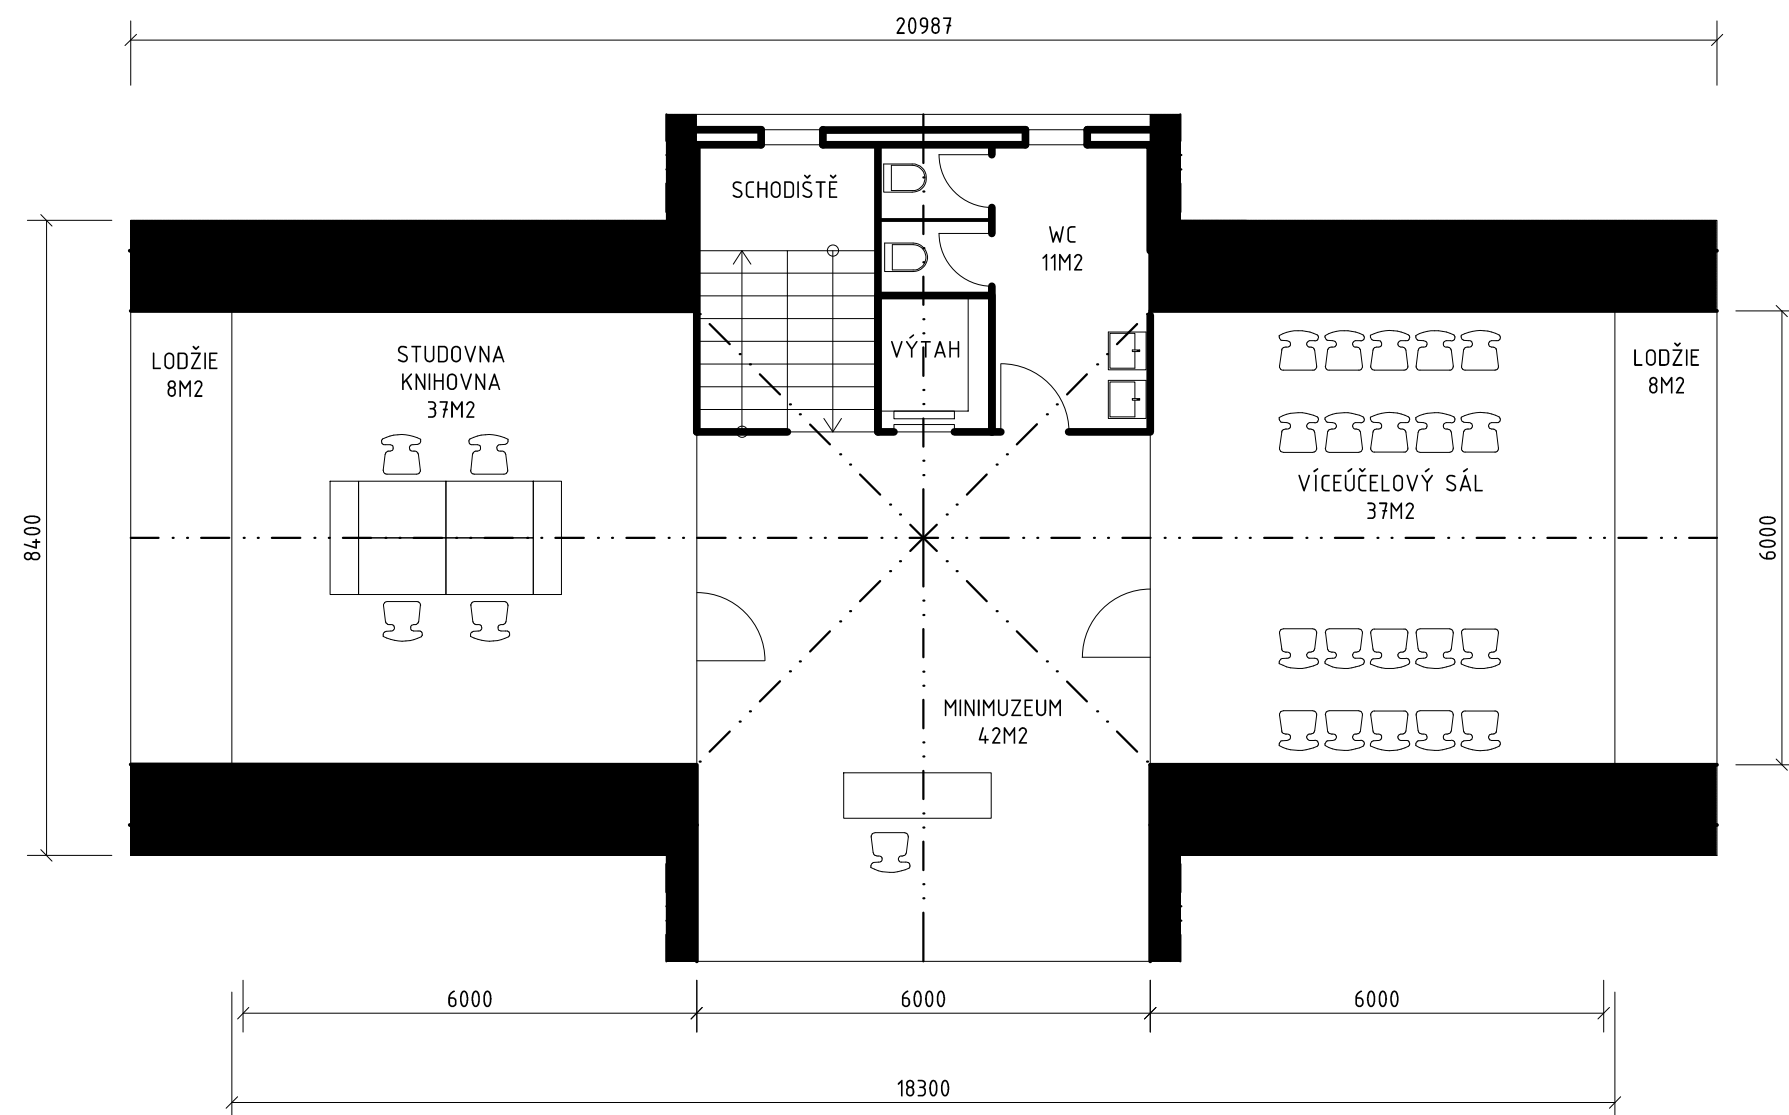 20987
SCHODIŠTĚ
WC
11M2
VÝTAH
LODŽIE
8M2
STUDOVNA
KNIHOVNA
37M2
LODŽIE
8M2
VÍCEÚČELOVÝ SÁL
37M2
8400
6000
MINIMUZEUM
42M2
6000
6000
6000
18300